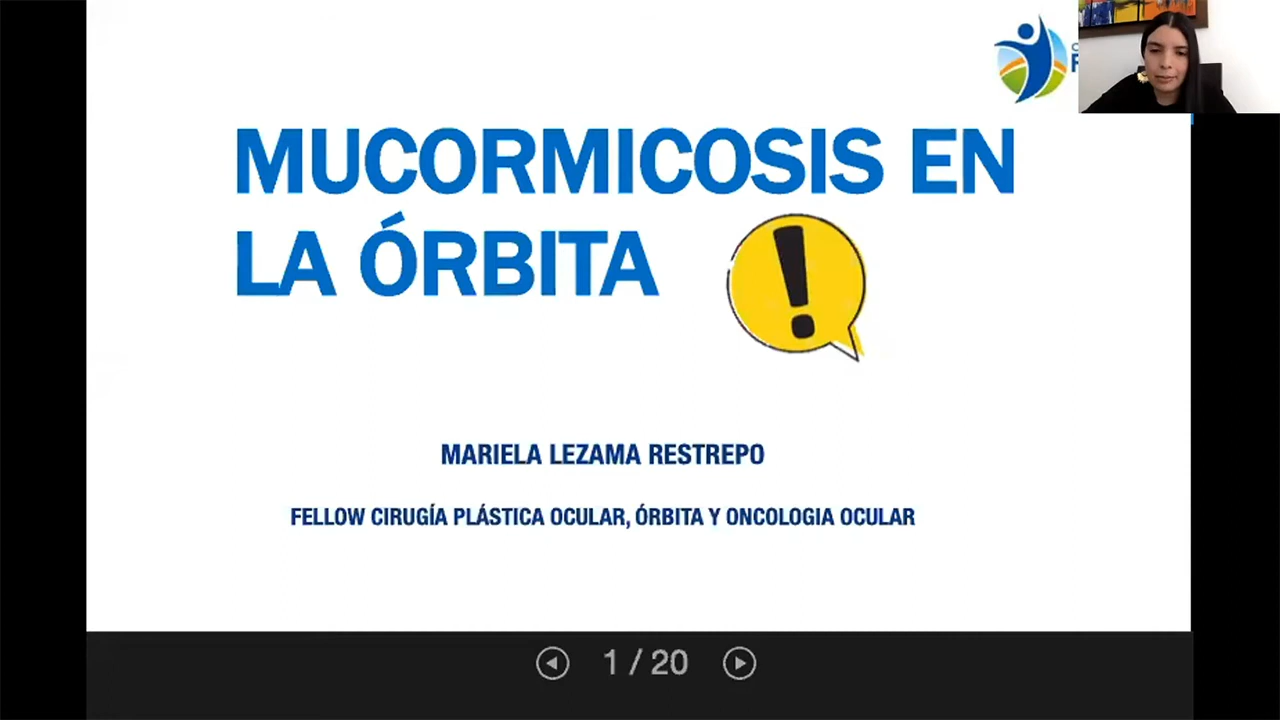 MUCORMICOSIS EN
LA ÓRBITA
MARIELA LEZAMA RESTREPO
FELLOW CIRUGÍA PLÁSTICA OCULAR, ÓRBITA Y ONCOLOGIA OCULAR
1 / 20